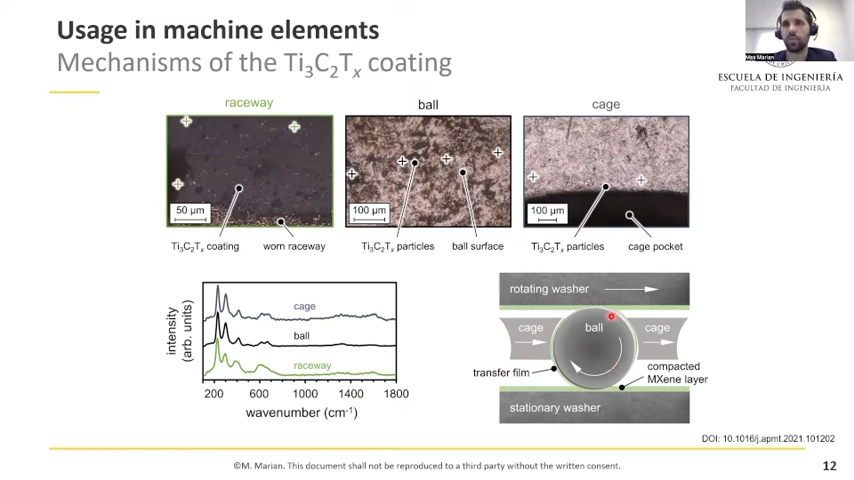 Usage in machine elements
Mechanisms of the Ti3C2Tx coating
Max Marian
ESCUELA DE INGENIERÍA
FACULTAD DE INGENIERÍA
raceway
ball
cage
50 µm
100 µm
100 µm
Ti3C2Tx coating
worn raceway
Ti3C2Tx particles
ball surface
Ti3C2Tx particles
cage pocket
intensity
(arb. units)
cage
ball
raceway
200 600 1000 1400 1800
wavenumber (cm-1)
rotating washer
cage
ball
cage
transfer film
compacted
MXene layer
stationary washer
DOI: 10.1016/j.apmt.2021.101202
©M. Marian. This document shall not be reproduced to a third party without the written consent.
12